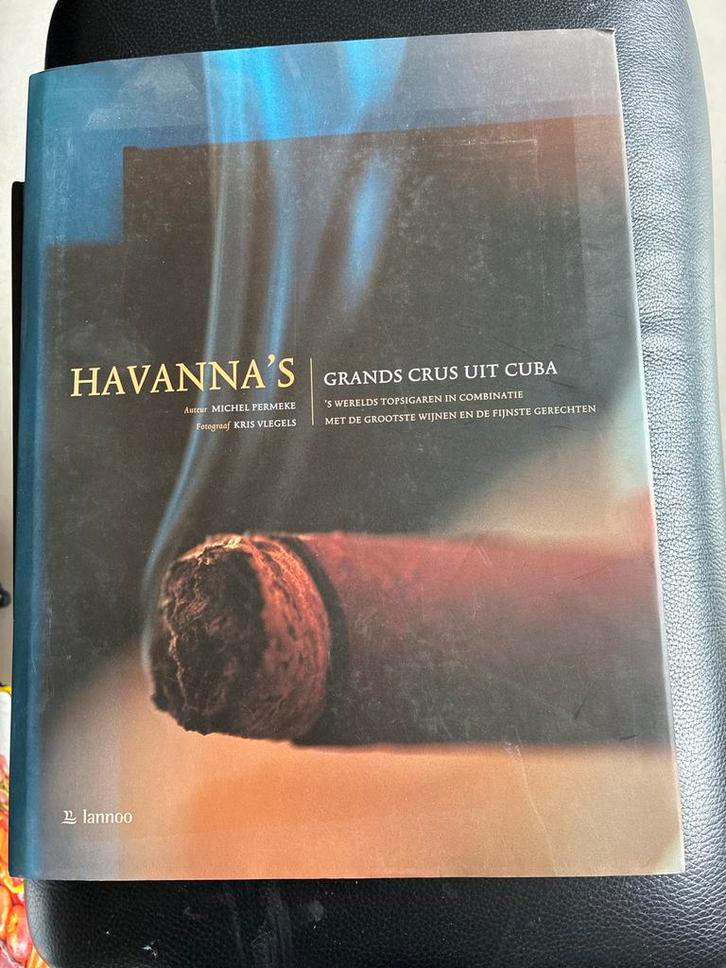 HAVANNA'S
Auteur MICHEL PERMEKE
Fotograaf KRIS VLEGELS
GRANDS CRUS UIT CUBA
'S WERELDS TOPSIGAREN IN COMBINATIE
MET DE GROOTSTE WIJNEN EN DE FIJNSTE GERECHTEN
lannoo